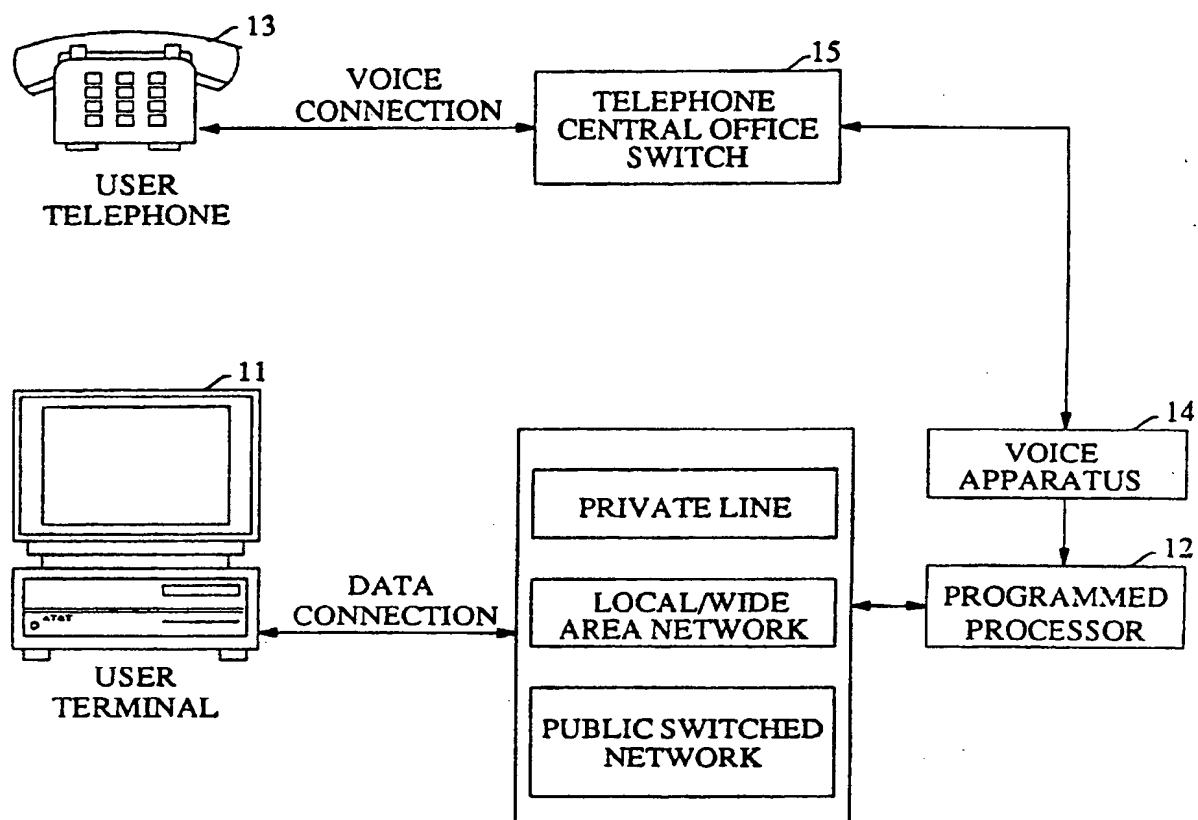 13
15
VOICE
CONNECTION
TELEPHONE
CENTRAL OFFICE
SWITCH
USER
TELEPHONE
11
14
VOICE
APPARATUS
PRIVATE LINE
12
PROGRAMMED
PROCESSOR
DATA
CONNECTION
LOCAL/WIDE
AREA NETWORK
AT&T
USER
TERMINAL
PUBLIC SWITCHED
NETWORK